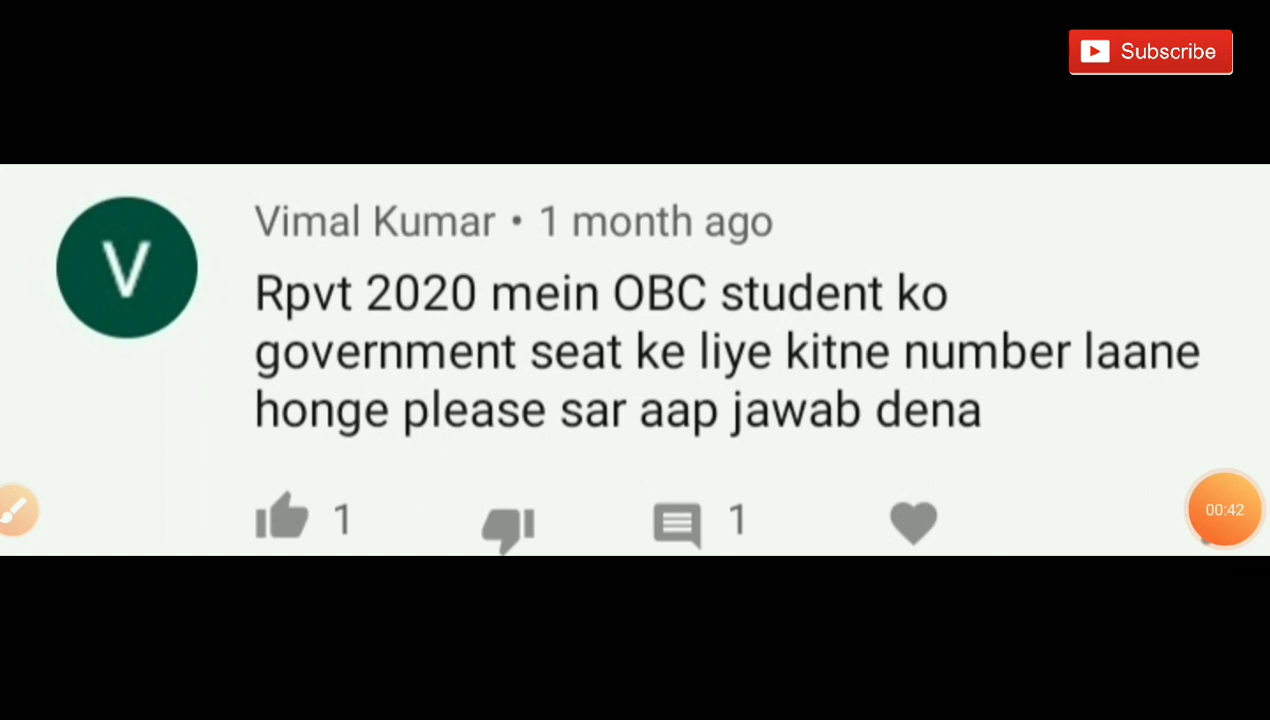 Subscribe
V
Vimal Kumar • 1 month ago
Rpvt 2020 mein OBC student ko
government seat ke liye kitne number laane
honge please sar aap jawab dena
1
1
00:42